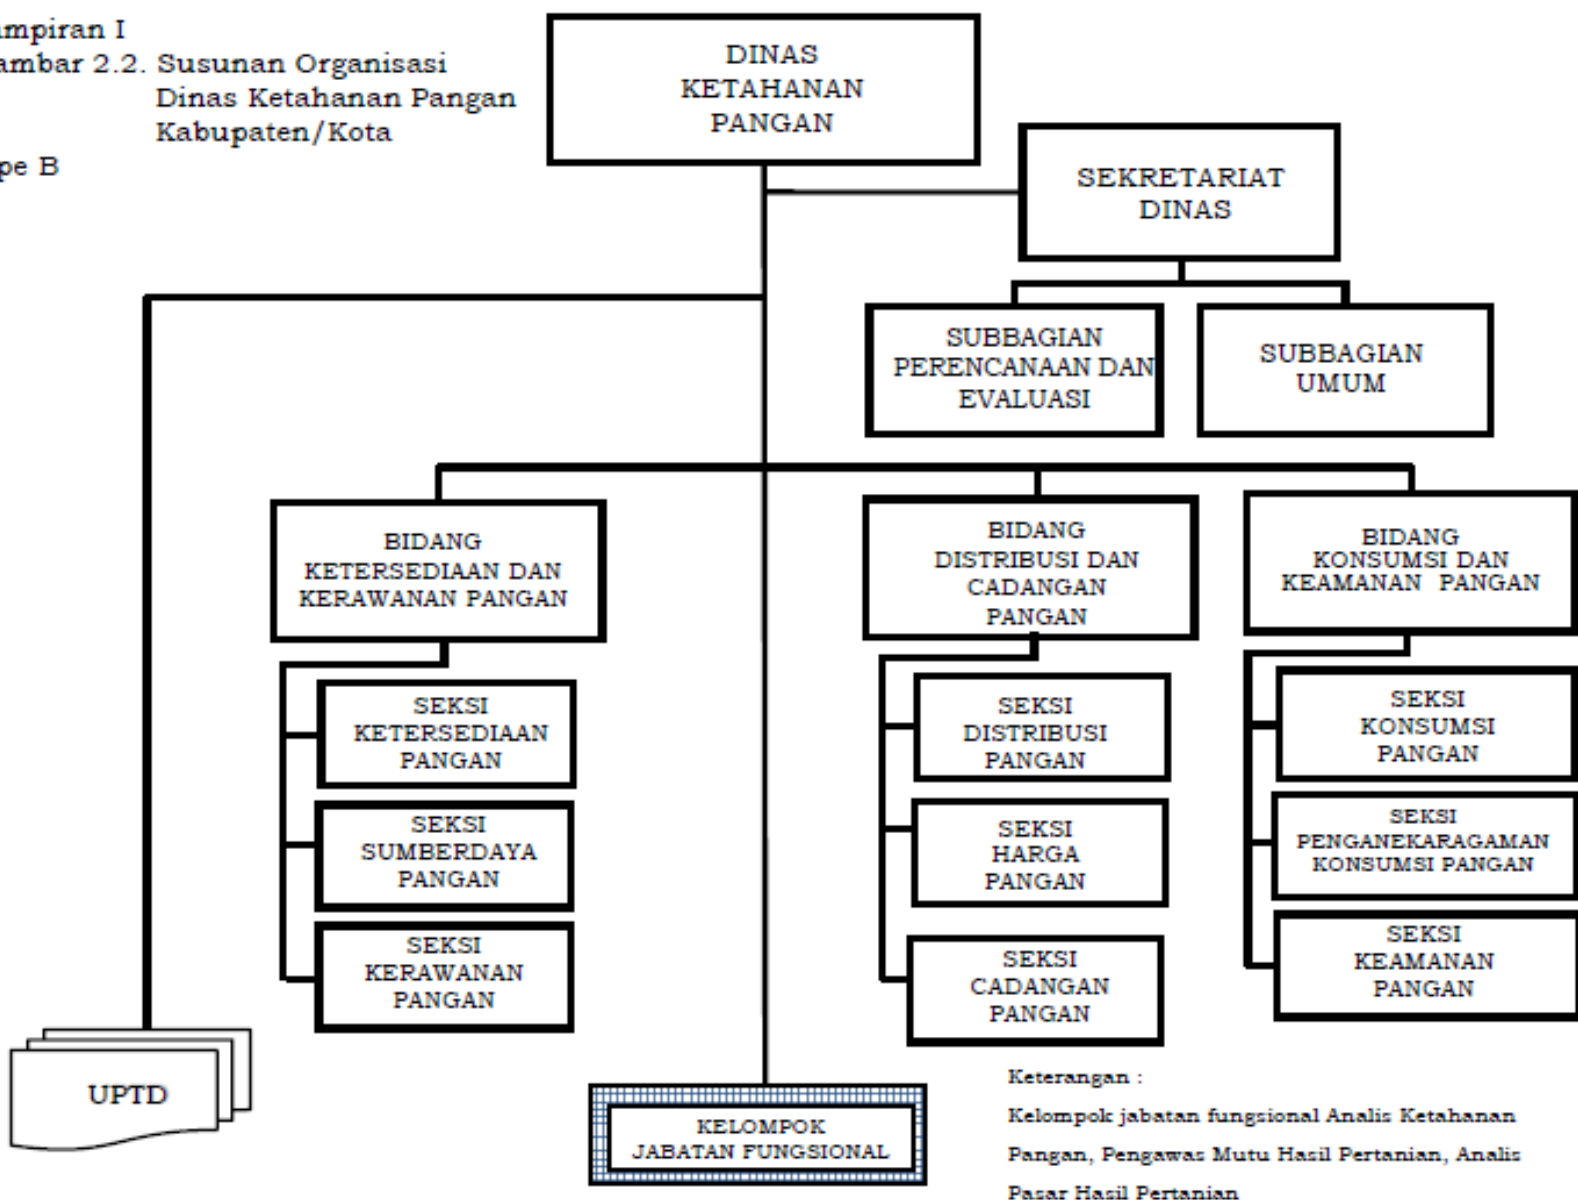 mpiran I
ambar 2.2. Susunan Organisasi
Dinas Ketahanan Pangan
Kabupaten/Kota
pe B
DINAS
KETAHANAN
PANGAN
SEKRETARIAT
DINAS
SUBBAGIAN
PERENCANAAN DAN
EVALUASI
SUBBAGIAN
UMUM
BIDANG
KETERSEDIAAN DAN
KERAWANAN PANGAN
BIDANG
DISTRIBUSI DAN
CADANGAN
PANGAN
BIDANG
KONSUMSI DAN
KEAMANAN PANGAN
SEKSI
KETERSEDIAAN
PANGAN
SEKSI
SUMBERDAYA
PANGAN
SEKSI
KERAWANAN
PANGAN
SEKSI
DISTRIBUSI
PANGAN
SEKSI
HARGA
PANGAN
SEKSI
CADANGAN
PANGAN
SEKSI
KONSUMSI
PANGAN
SEKSI
PENGANEKARAGAMAN
KONSUMSI PANGAN
SEKSI
KEAMANAN
PANGAN
UPTD
KELOMPOK
JABATAN FUNGSIONAL
Keterangan :
Kelompok jabatan fungsional Analis Ketahanan
Pangan, Pengawas Mutu Hasil Pertanian, Analis
Pasar Hasil Pertanian